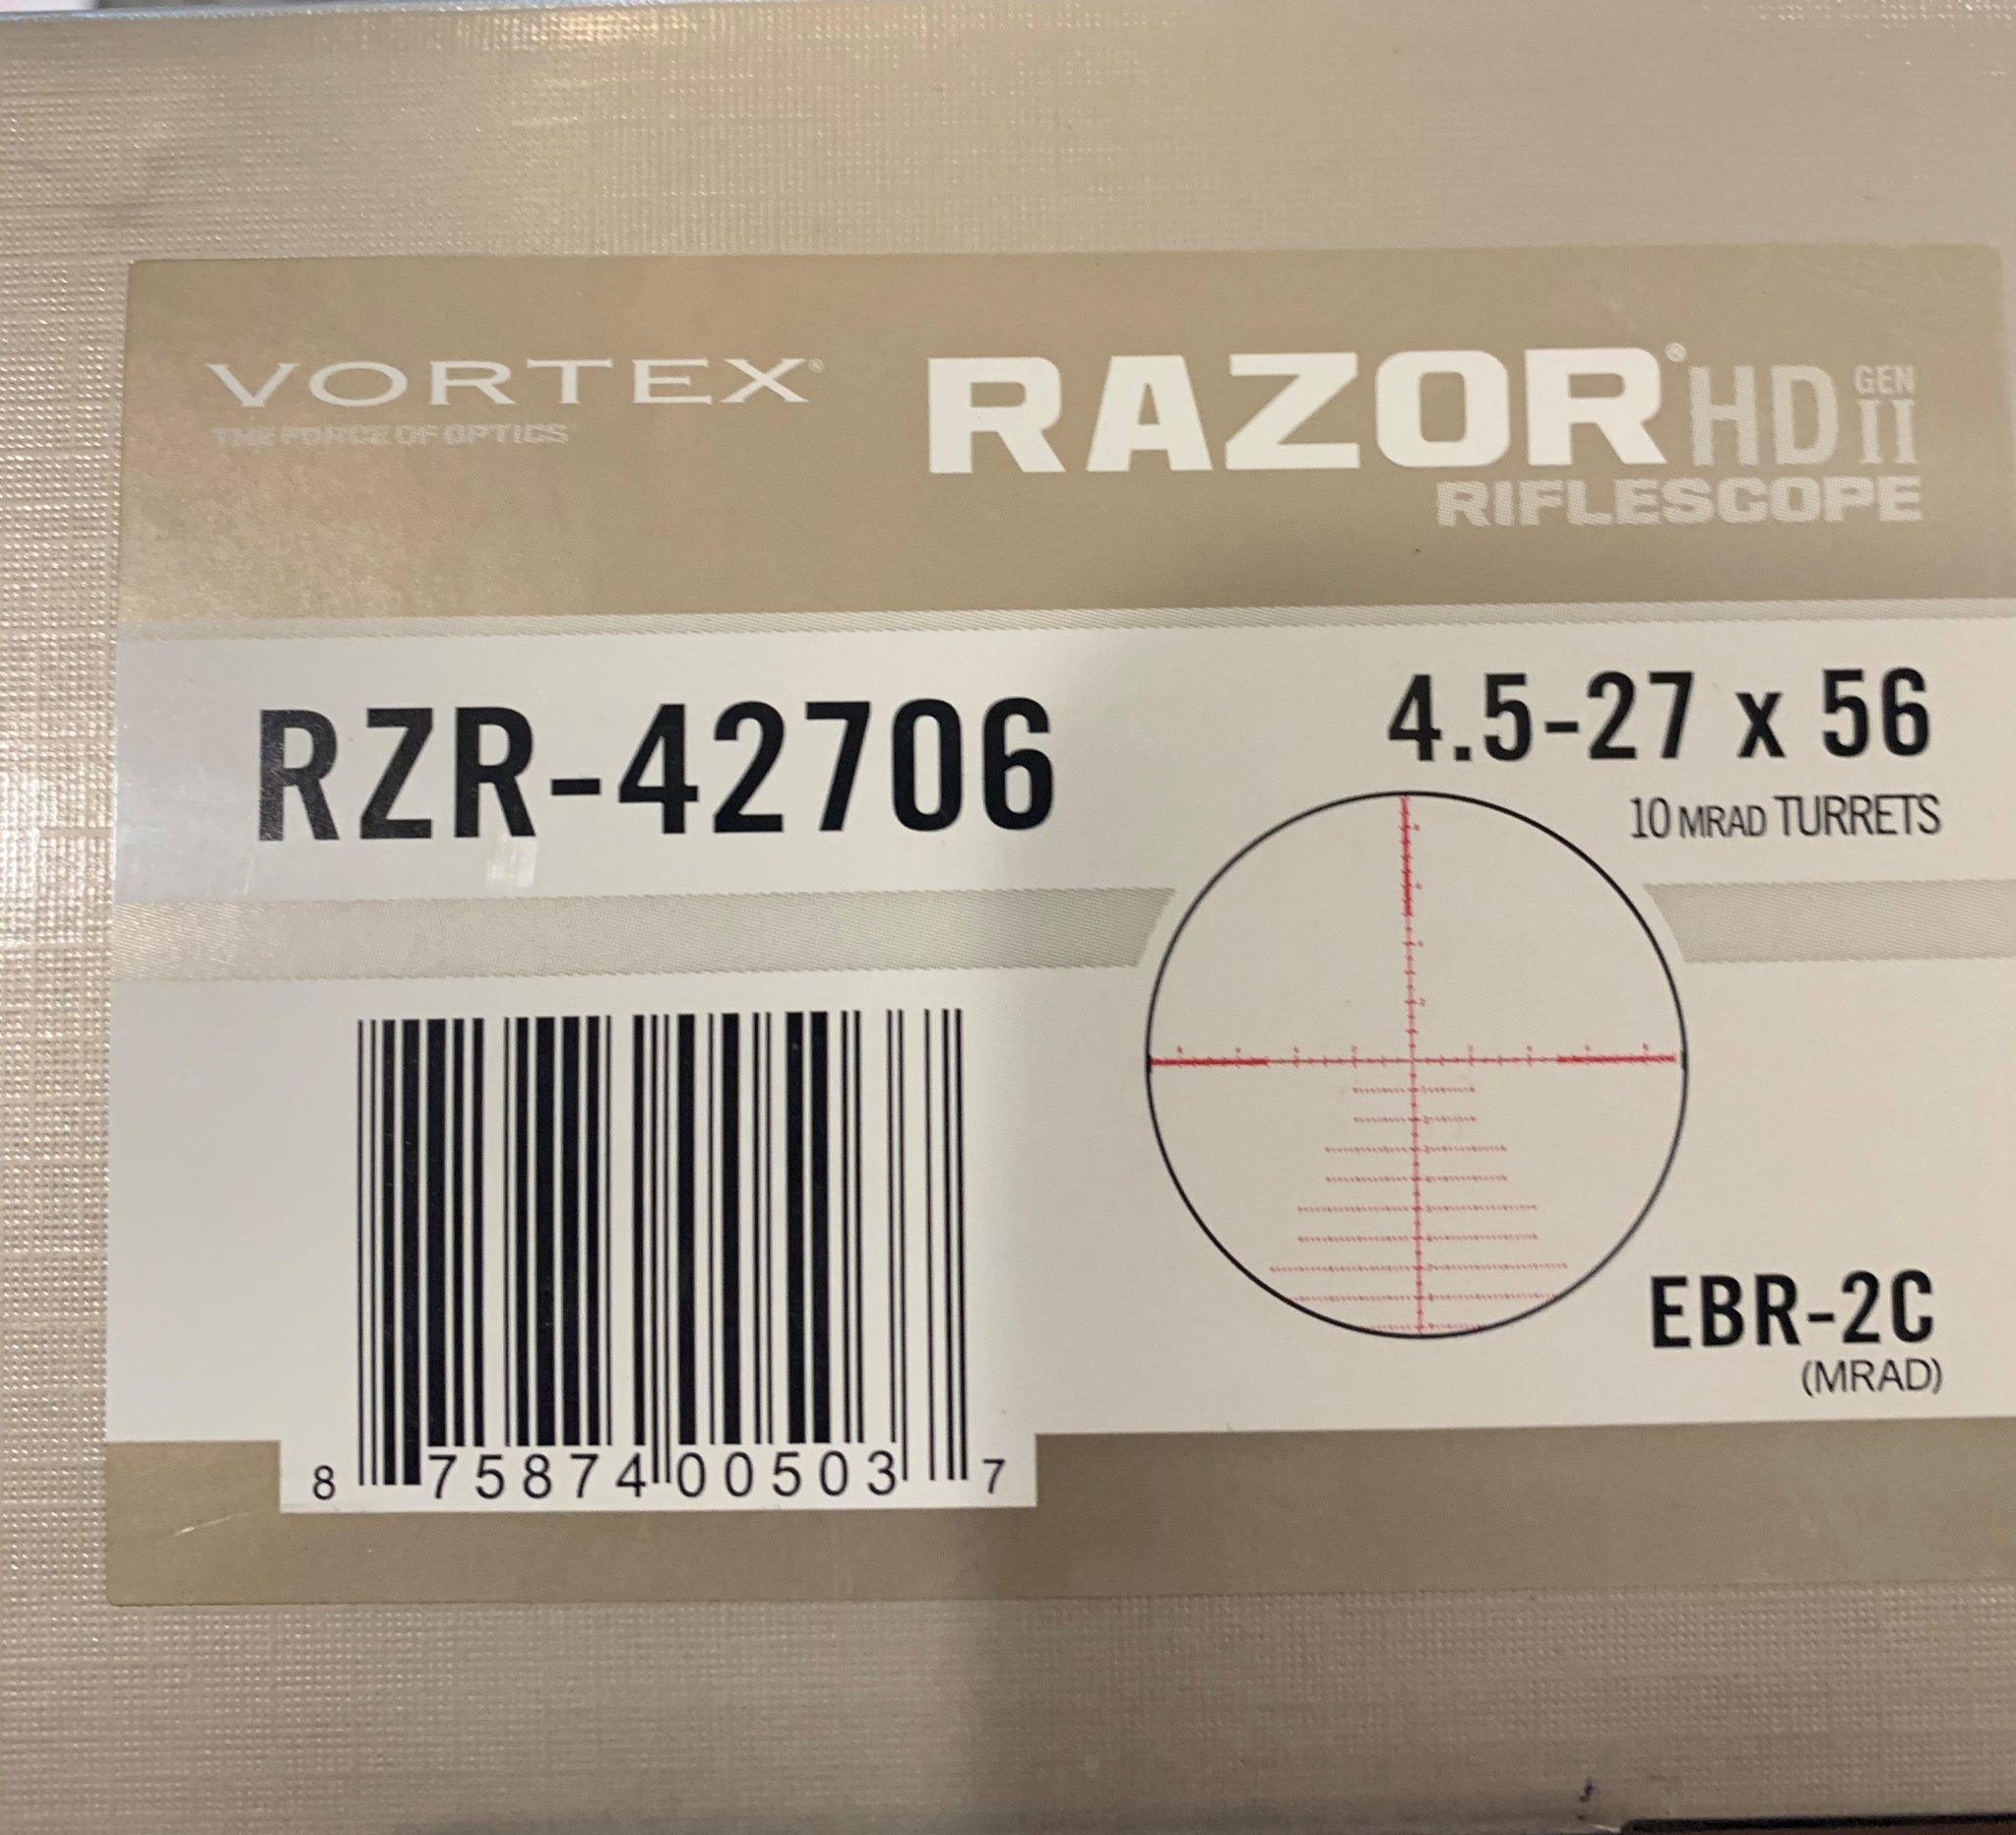 VORTEX®
THE FORCE OF OPTICS
RAZOR® HD GEN II
RIFLESCOPE
RZR-42706
4.5-27 x 56
10 MRAD TURRETS
EBR-2C
(MRAD)
8 75874 00503 7